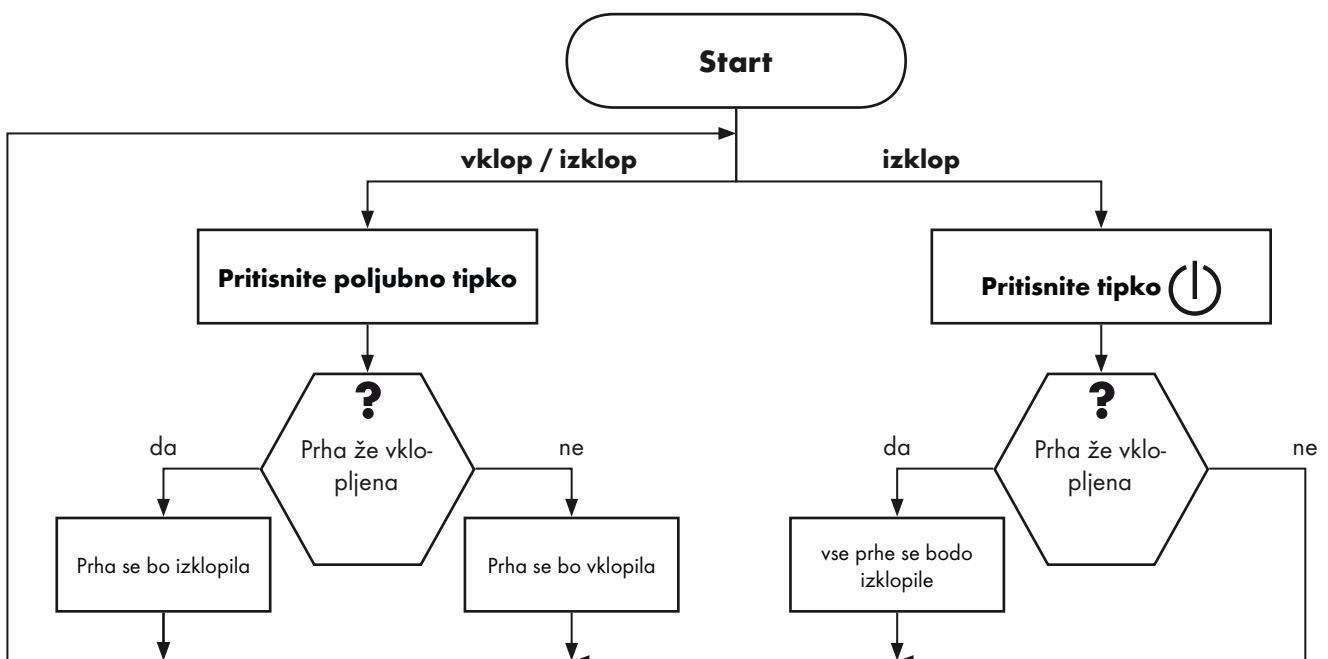 Start
vklop / izklop
izklop
Pritisnite poljubno tipko
Pritisnite tipko
?
Prha že vklo-
pljena
da
ne
?
Prha že vklo-
pljena
da
ne
Prha se bo izklopila
Prha se bo vklopila
vse prhe se bodo
izklopile